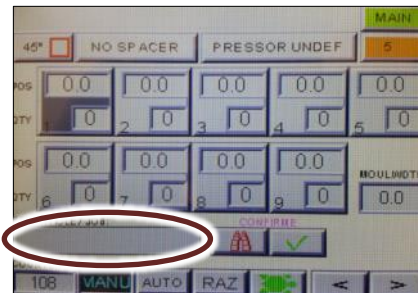 MAIN
45° NO SPACER PRESSOR UNDEF 5
POS 0.0 0.0 0.0 0.0 0.0
QTY 1 0 2 0 3 0 4 0 5 0
POS 0.0 0.0 0.0 0.0 MOULWDT
QTY 6 0 7 0 8 0 9 0 0.0
CONFIRME
108 MANU AUTO RAZ < >